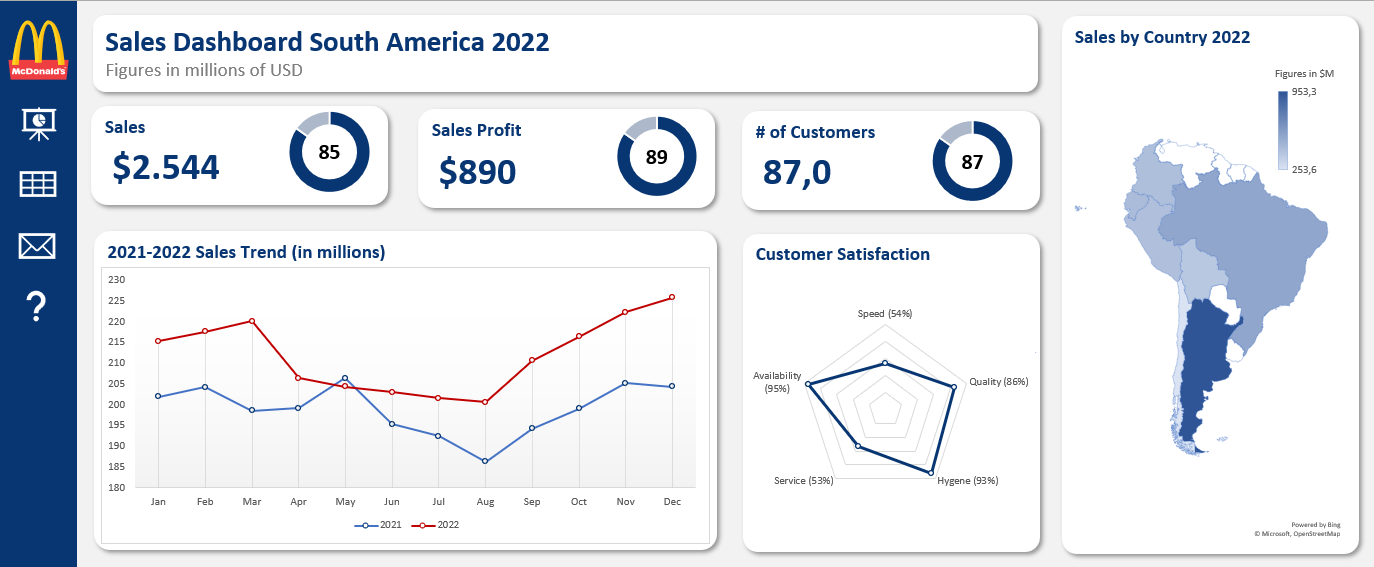 McDonald's
Sales Dashboard South America 2022
Figures in millions of USD
Sales
$2.544
85
Sales Profit
$890
89
# of Customers
87,0
87
2021-2022 Sales Trend (in millions)
230
225
220
215
210
205
200
195
190
185
180
Jan Feb Mar Apr May Jun Jul Aug Sep Oct Nov Dec
2021 2022
Customer Satisfaction
Speed (54%)
Availability
(95%)
Quality (86%)
Service (53%)
Hygene (93%)
Sales by Country 2022
Figures in $M
953,3
253,6
Powered by Bing
© Microsoft, OpenStreetMap
?